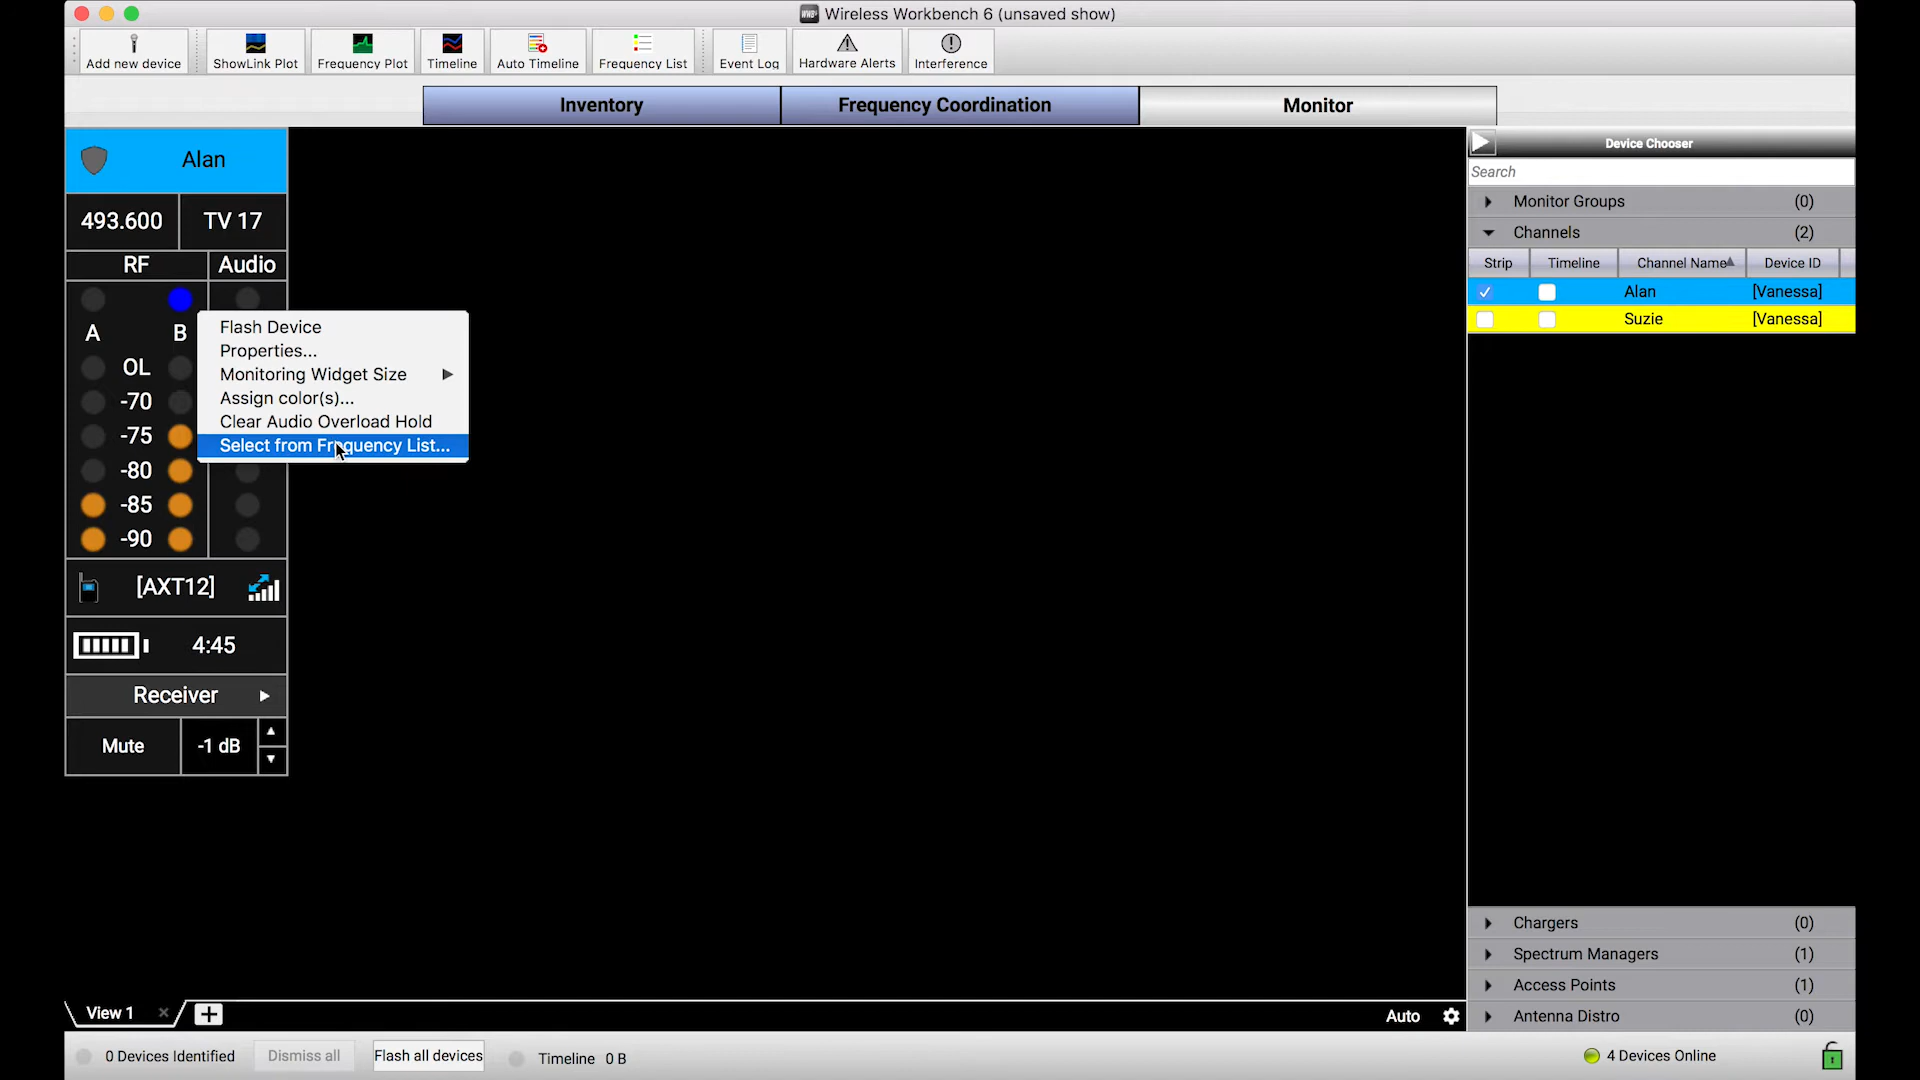 Wireless Workbench 6 (unsaved show)
Add new device
ShowLink Plot
Frequency Plot
Timeline
Auto Timeline
Frequency List
Event Log
Hardware Alerts
Interference
Inventory
Frequency Coordination
Monitor
Alan
493.600
TV 17
RF
Audio
A
B
OL
-70
-75
-80
-85
-90
[AXT12]
4:45
Receiver
Mute
-1 dB
Flash Device
Properties...
Monitoring Widget Size
Assign color(s)...
Clear Audio Overload Hold
Select from Frequency List...
Device Chooser
Search
Monitor Groups (0)
Channels (2)
Strip Timeline Channel Name Device ID
Alan [Vanessa]
Suzie [Vanessa]
Chargers (0)
Spectrum Managers (1)
Access Points (1)
Antenna Distro (0)
View 1
Auto
0 Devices Identified
Dismiss all
Flash all devices
Timeline 0 B
4 Devices Online